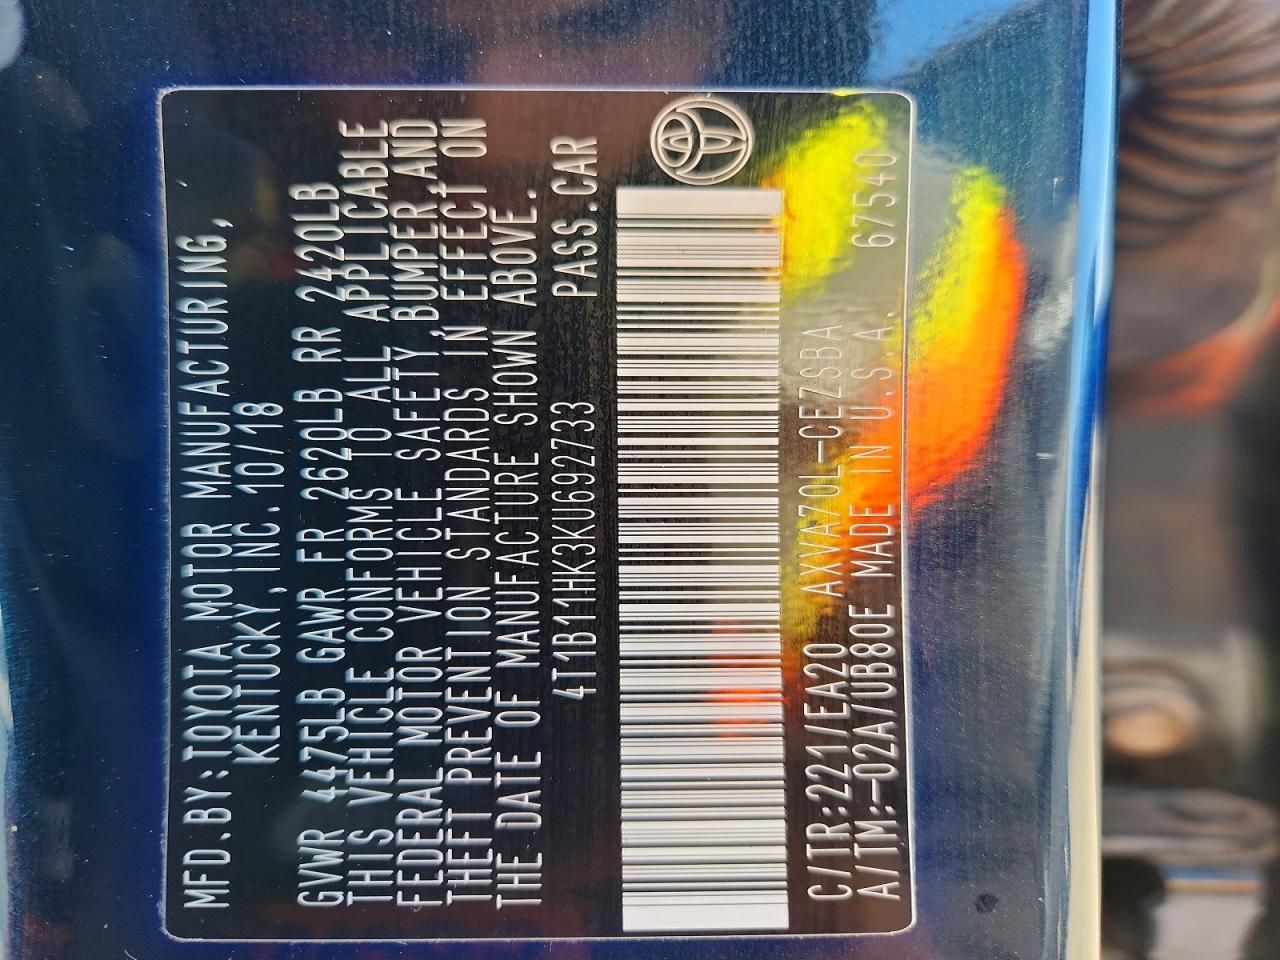 MFD.BY:TOYOTA MOTOR MANUFACTURING,
KENTUCKY,INC. 10/18
GVWR 4475LB GAWR FR 2620LB RR 2420LB
THIS VEHICLE CONFORMS TO ALL APPLICABLE
FEDERAL MOTOR VEHICLE SAFETY,BUMPER,AND
THEFT PREVENTION STANDARDS IN EFFECT ON
THE DATE OF MANUFACTURE SHOWN ABOVE.
4T1B11HK3KU692733 PASS.CAR
C/TR:221/EA20 AXVA70L-CEZSBA
A/TM:-02A/UB80E MADE IN U.S.A. 67540